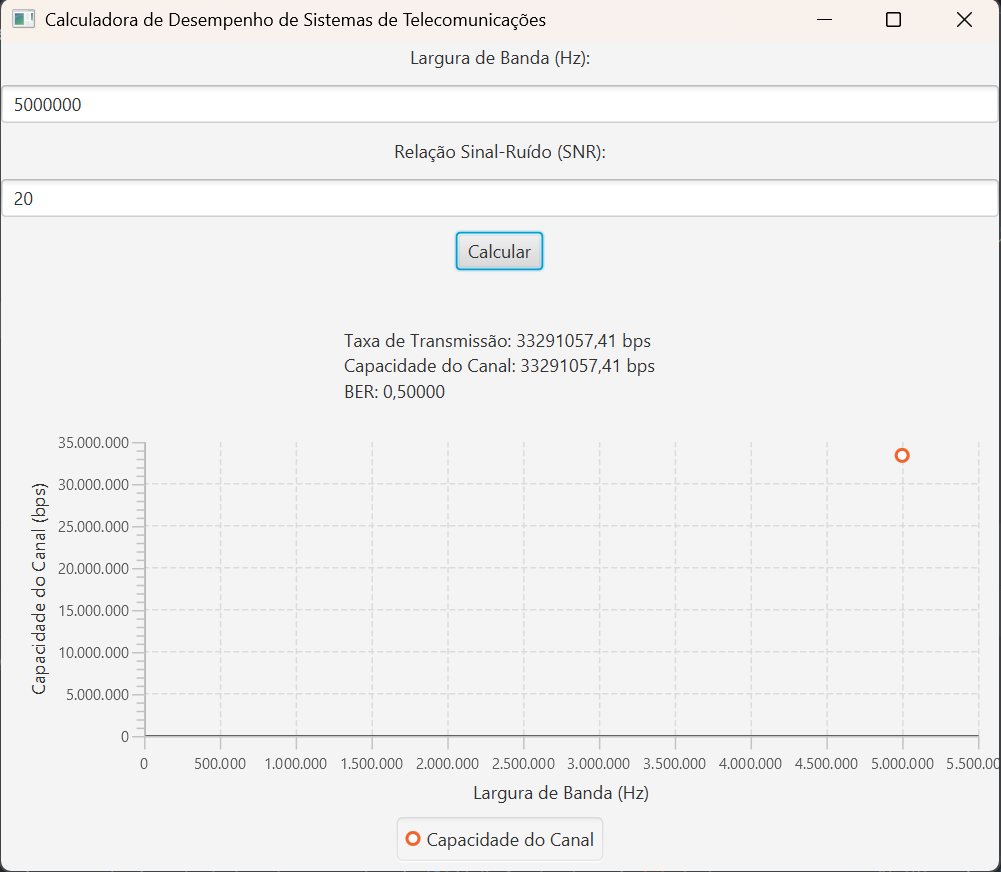 Calculadora de Desempenho de Sistemas de Telecomunicações
Largura de Banda (Hz):
5000000
Relação Sinal-Ruído (SNR):
20
Calcular
Taxa de Transmissão: 33291057,41 bps
Capacidade do Canal: 33291057,41 bps
BER: 0,50000
Capacidade do Canal (bps)
35.000.000
30.000.000
25.000.000
20.000.000
15.000.000
10.000.000
5.000.000
0
0 500.000 1.000.000 1.500.000 2.000.000 2.500.000 3.000.000 3.500.000 4.000.000 4.500.000 5.000.000 5.500.00
Largura de Banda (Hz)
Capacidade do Canal